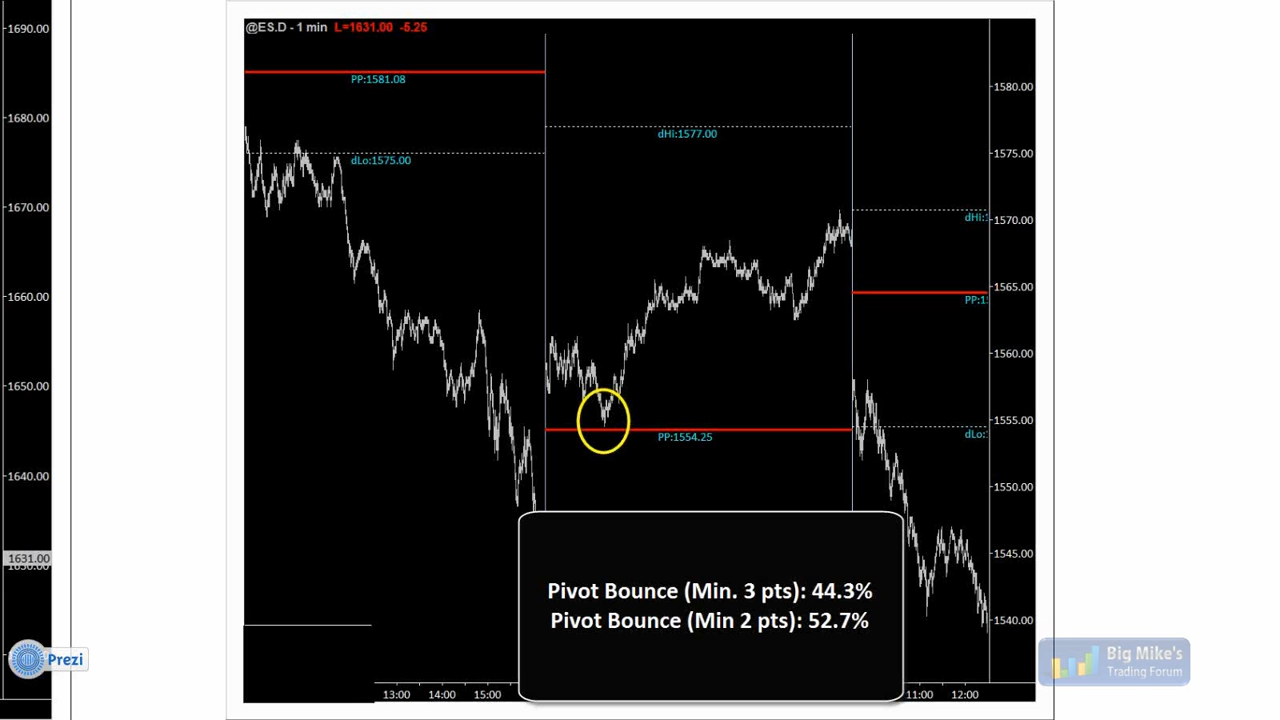 1690.00
1680.00
1670.00
1660.00
1650.00
1640.00
1631.00
@ES.D - 1 min L=1631.00 -5.25
PP:1581.08
dLo:1575.00
dHi:1577.00
PP:1554.25
dHi:
PP:1
dLo:
1580.00
1575.00
1570.00
1565.00
1560.00
1555.00
1550.00
1545.00
1540.00
Pivot Bounce (Min. 3 pts): 44.3%
Pivot Bounce (Min 2 pts): 52.7%
13:00 14:00 15:00
11:00 12:00
Prezi
Big Mike's
Trading Forum